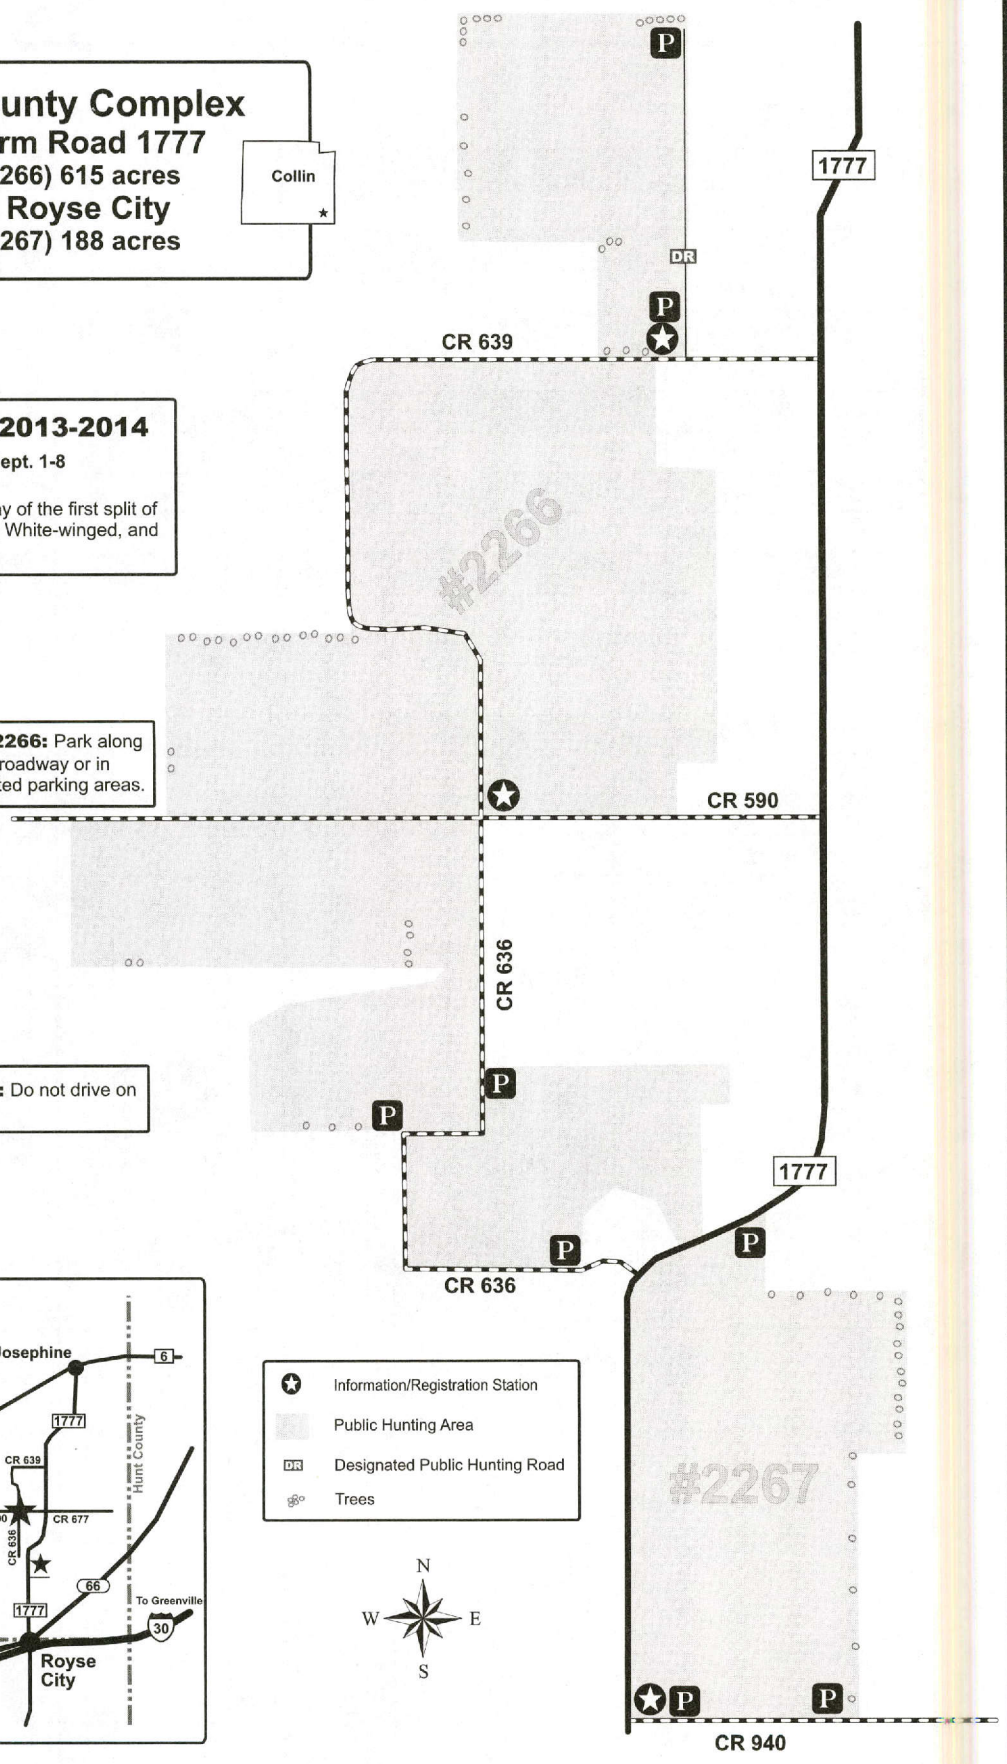 unty Complex
rm Road 1777
266) 615 acres
Royse City
267) 188 acres
Collin
P
1777
DR
P
CR 639
2013-2014
ept. 1-8
y of the first split of
White-winged, and
#2266
2266: Park along
roadway or in
ted parking areas.
CR 590
CR 636
: Do not drive on
P
P
1777
P
P
CR 636
Josephine
6
1777
Hunt County
CR 639
CR 677
CR 636
66
To Greenville
1777
30
Royse
City
Information/Registration Station
Public Hunting Area
DR Designated Public Hunting Road
Trees
N
W E
S
#2267
P
P
CR 940